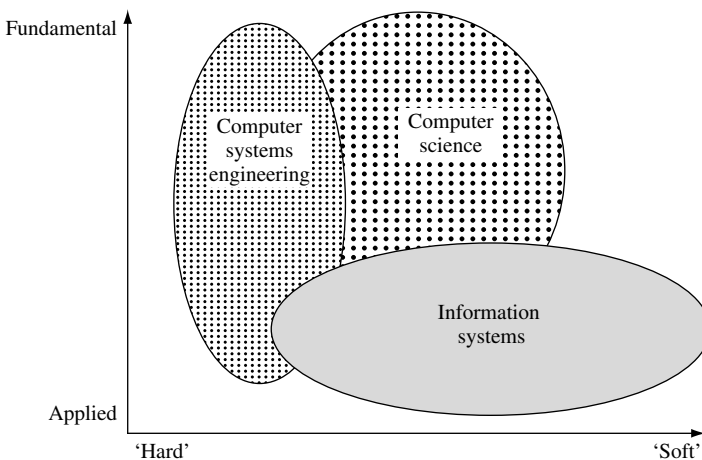 Fundamental
Computer
systems
engineering
Computer
science
Information
systems
Applied
‘Hard’
‘Soft’